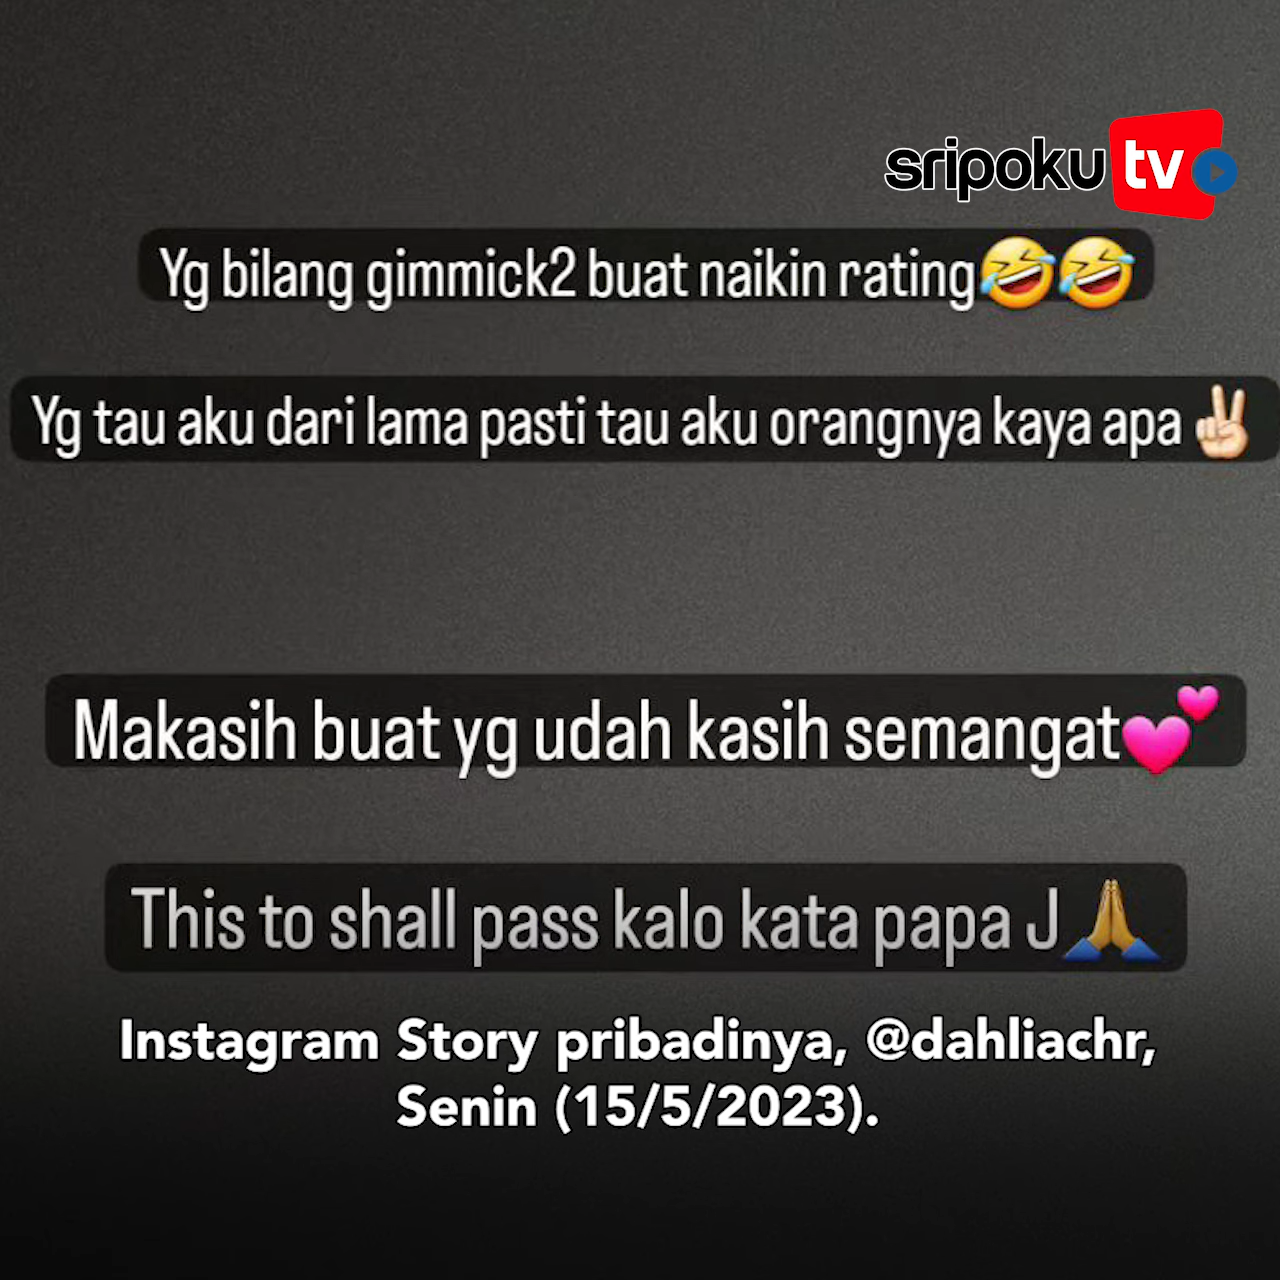 sripoku tv
Yg bilang gimmick2 buat naikin rating🤣🤣
Yg tau aku dari lama pasti tau aku orangnya kaya apa ✌🏻
Makasih buat yg udah kasih semangat💕
This to shall pass kalo kata papa J🙏
Instagram Story pribadinya, @dahliachr,
Senin (15/5/2023).